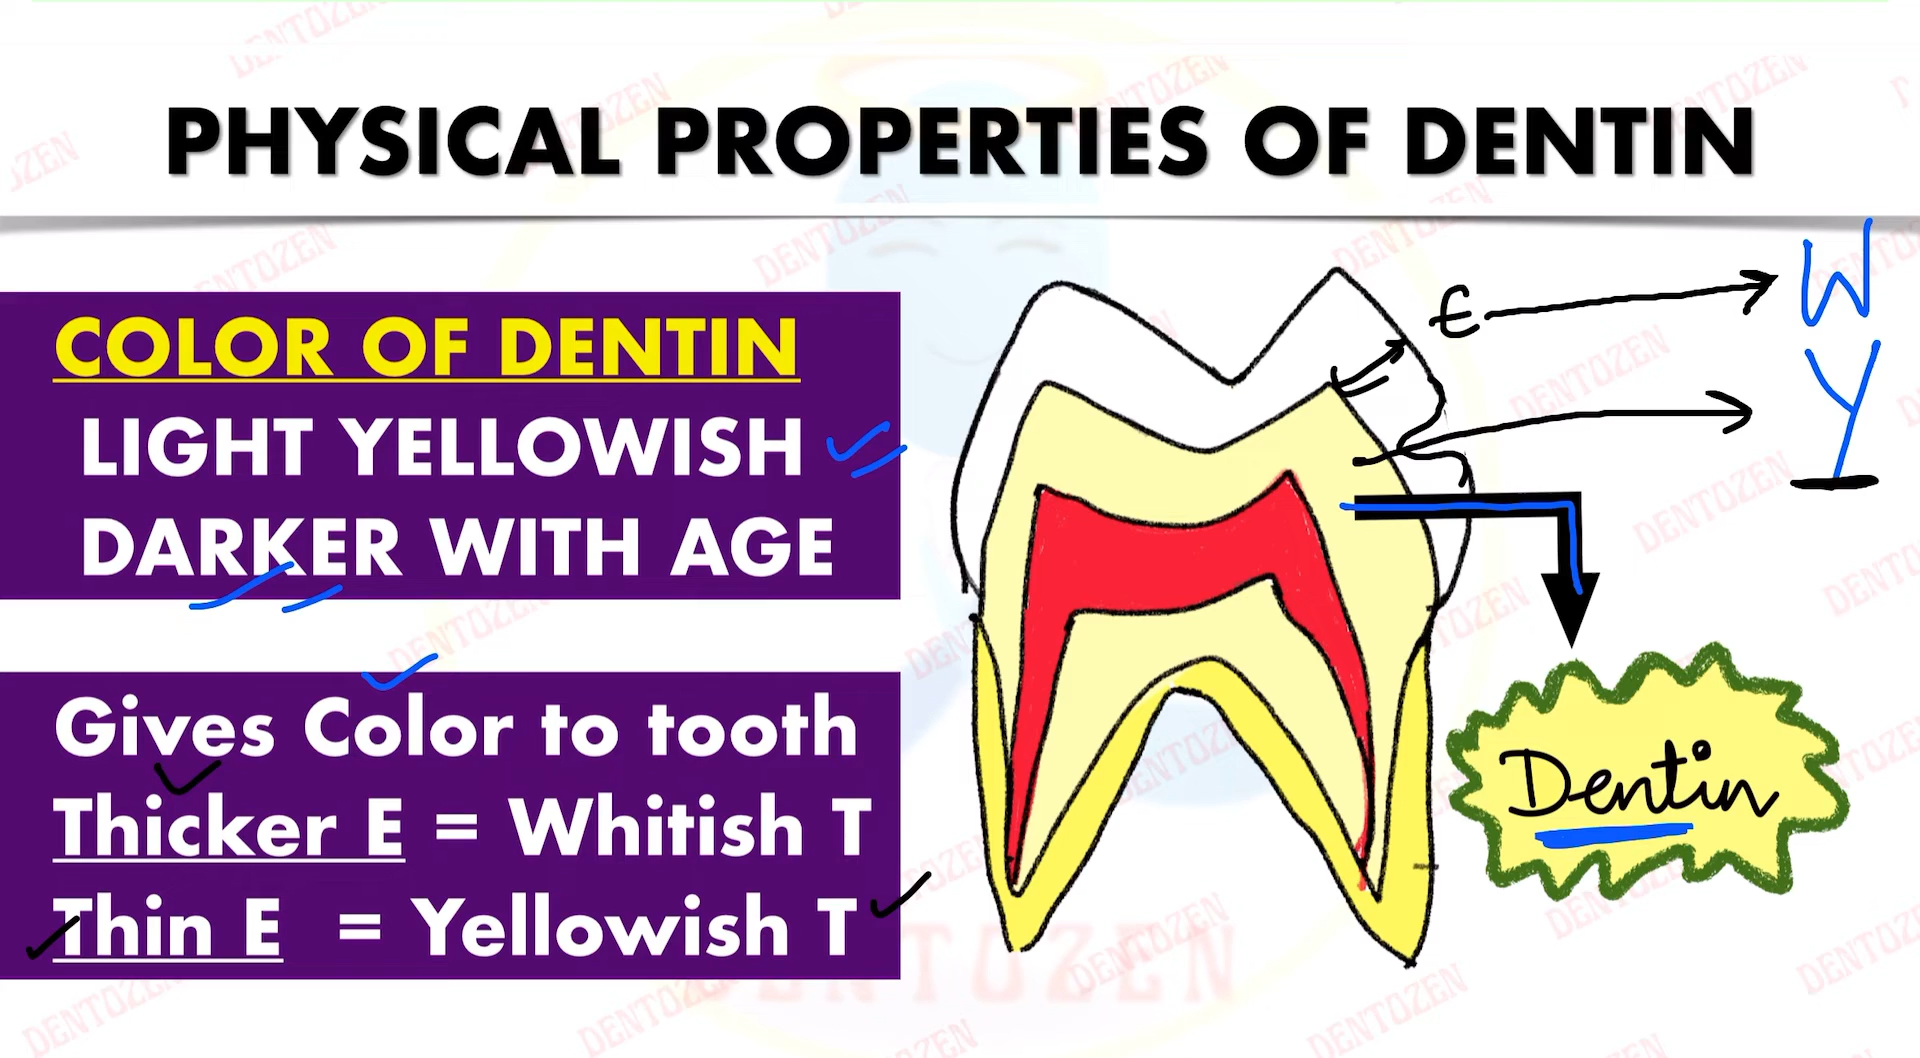 PHYSICAL PROPERTIES OF DENTIN
COLOR OF DENTIN
LIGHT YELLOWISH
DARKER WITH AGE
Gives Color to tooth
Thicker E = Whitish T
Thin E = Yellowish T
E
W
Y
Dentin
DENTOZEN